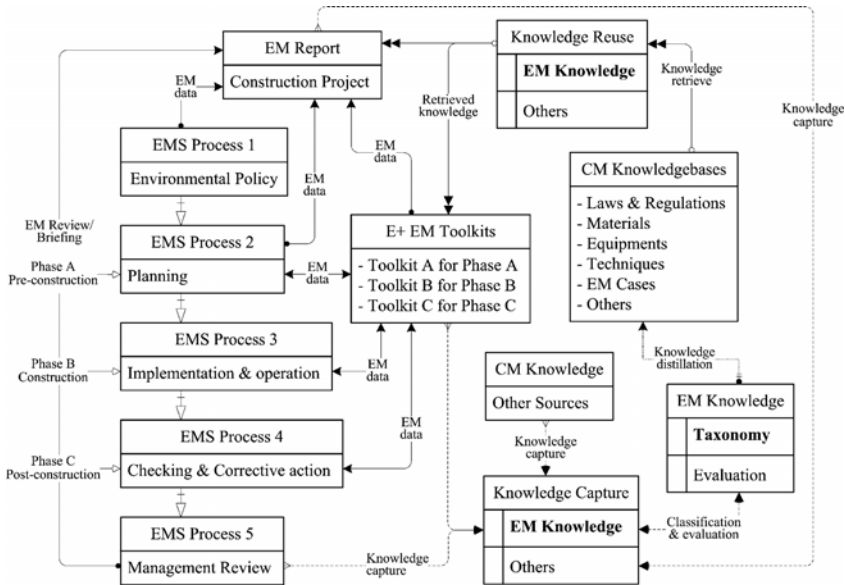 EM Report
Construction Project
Knowledge Reuse
EM Knowledge
Others
EM
data
Retrieved
knowledge
Knowledge
retrieve
Knowledge
capture
EMS Process 1
Environmental Policy
EM
data
EM
data
CM Knowledgebases
- Laws & Regulations
- Materials
- Equipments
- Techniques
- EM Cases
- Others
EM Review/
Briefing
EMS Process 2
Planning
E+ EM Toolkits
- Toolkit A for Phase A
- Toolkit B for Phase B
- Toolkit C for Phase C
Phase A
Pre-construction
EM
data
EMS Process 3
Implementation & operation
Phase B
Construction
EM
data
CM Knowledge
Other Sources
Knowledge
distillation
EM Knowledge
Taxonomy
Evaluation
EMS Process 4
Checking & Corrective action
Phase C
Post-construction
EM
data
Knowledge
capture
Knowledge Capture
EM Knowledge
Others
Classification
& evaluation
EMS Process 5
Management Review
Knowledge
capture